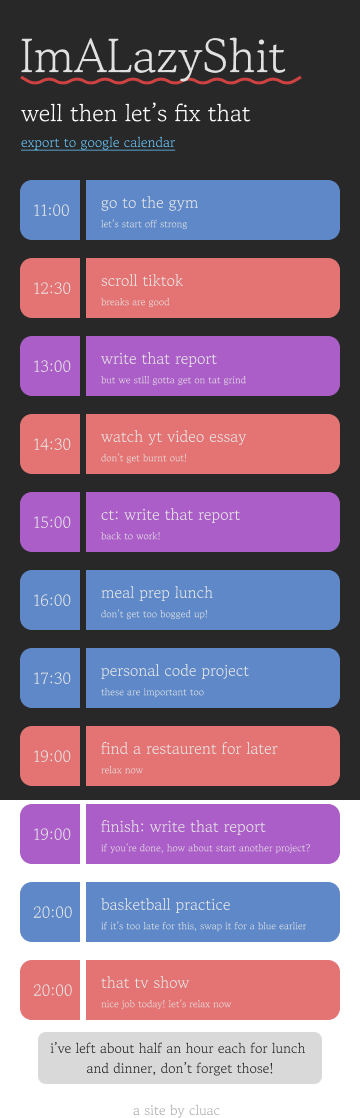 ImALazyShit
well then let's fix that
export to google calendar
11:00
go to the gym
let's start off strong
12:30
scroll tiktok
breaks are good
13:00
write that report
but we still gotta get on tat grind
14:30
watch yt video essay
don't get burnt out!
15:00
ct: write that report
back to work!
16:00
meal prep lunch
don't get too bogged up!
17:30
personal code project
these are important too
19:00
find a restaurent for later
relax now
19:00
finish: write that report
if you're done, how about start another project?
20:00
basketball practice
if it's too late for this, swap it for a blue earlier
20:00
that tv show
nice job today! let's relax now
i've left about half an hour each for lunch
and dinner, don't forget those!
a site by cluac